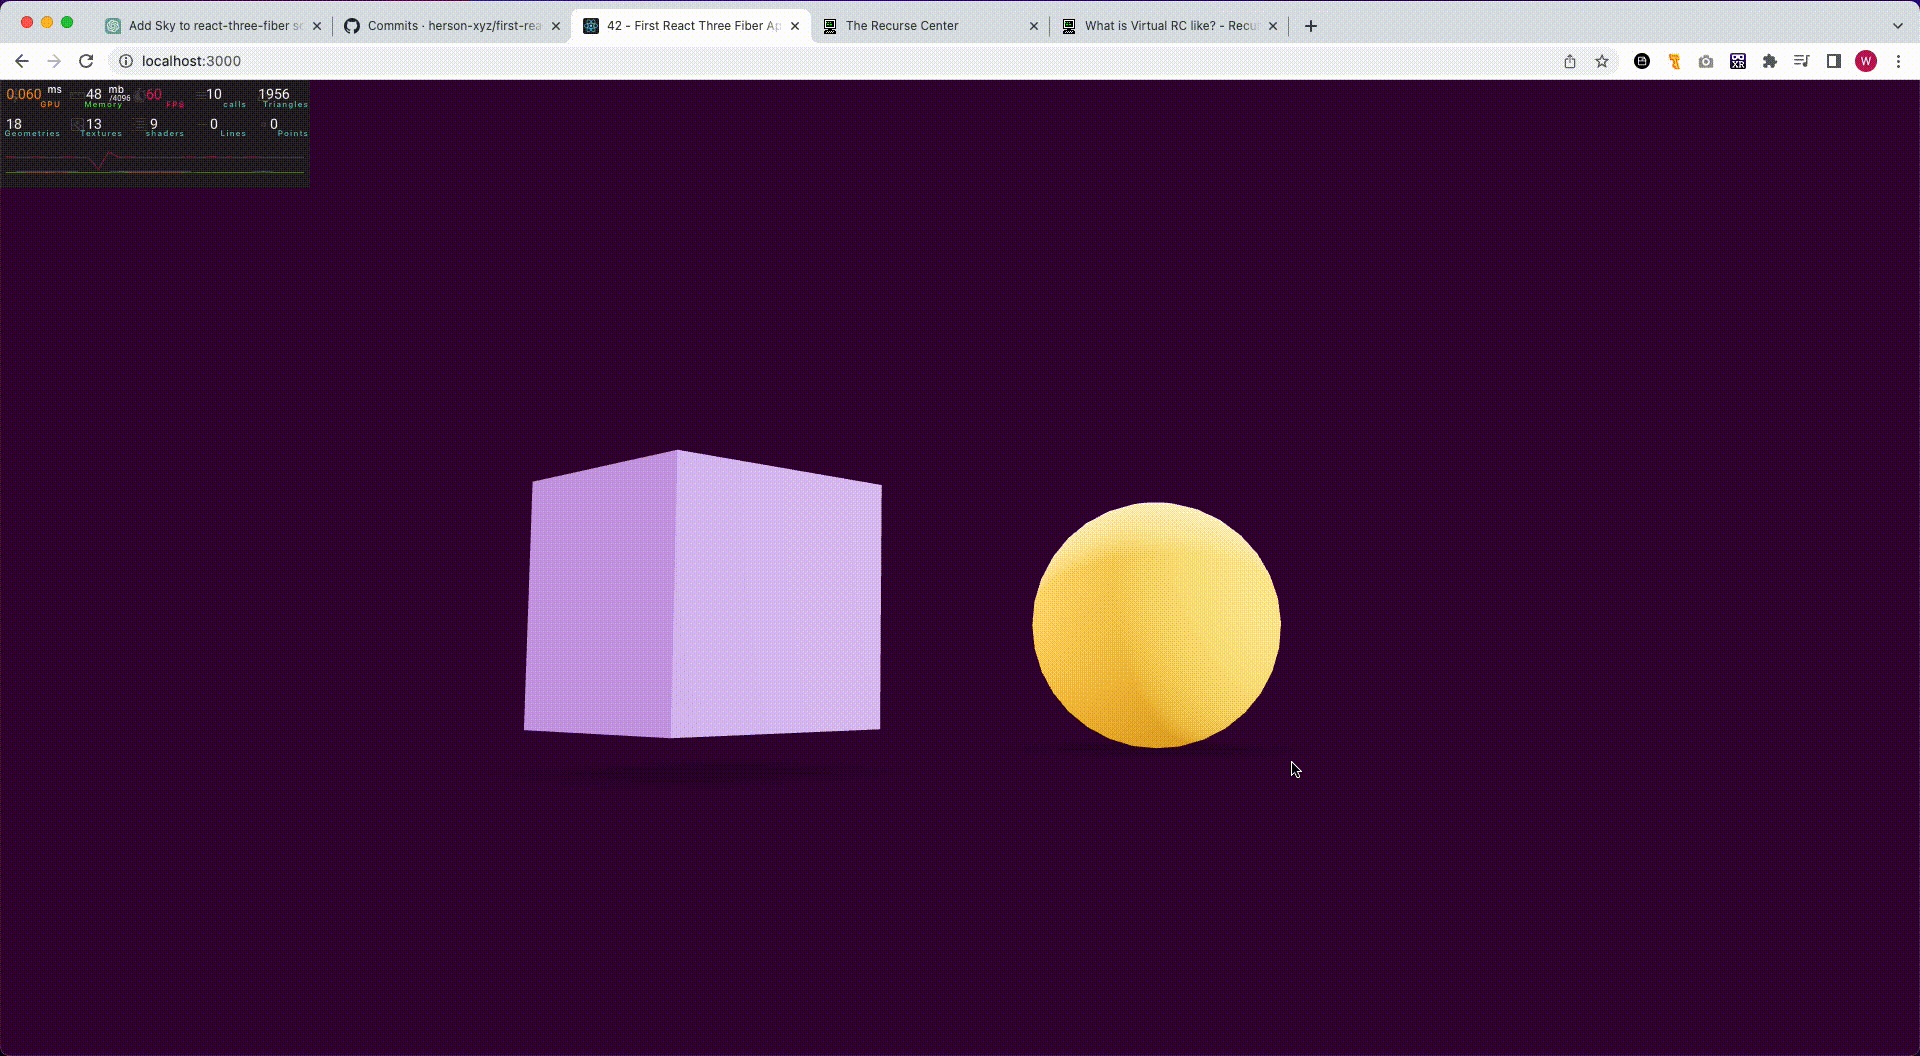 Add Sky to react-three-fiber sc
Commits · herson-xyz/first-rea
42 - First React Three Fiber Ap
The Recurse Center
What is Virtual RC like? - Recur
localhost:3000
W
0.060 ms 48 mb /4096 60 10 1956
GPU Memory FPS calls Triangles
18 13 9 0 0
Geometries Textures shaders Lines Points